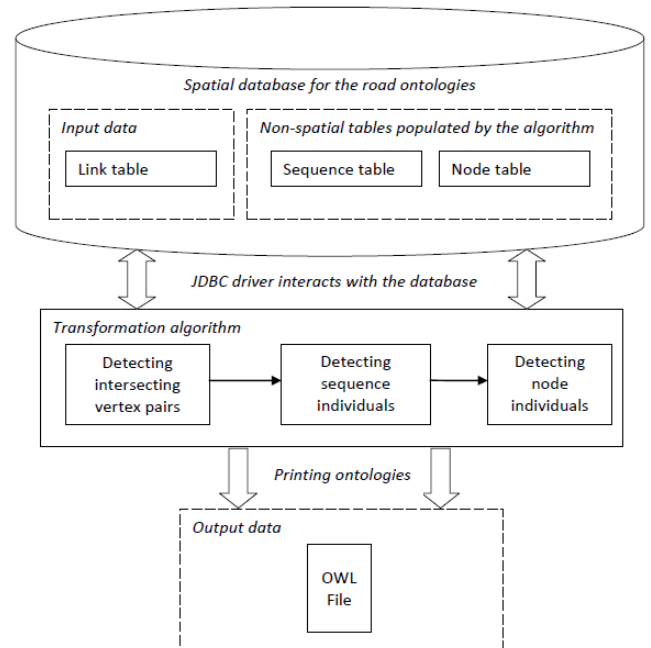 Spatial database for the road ontologies
Input data
Link table
Non-spatial tables populated by the algorithm
Sequence table
Node table
JDBC driver interacts with the database
Transformation algorithm
Detecting
intersecting
vertex pairs
Detecting
sequence
individuals
Detecting
node
individuals
Printing ontologies
Output data
OWL
File